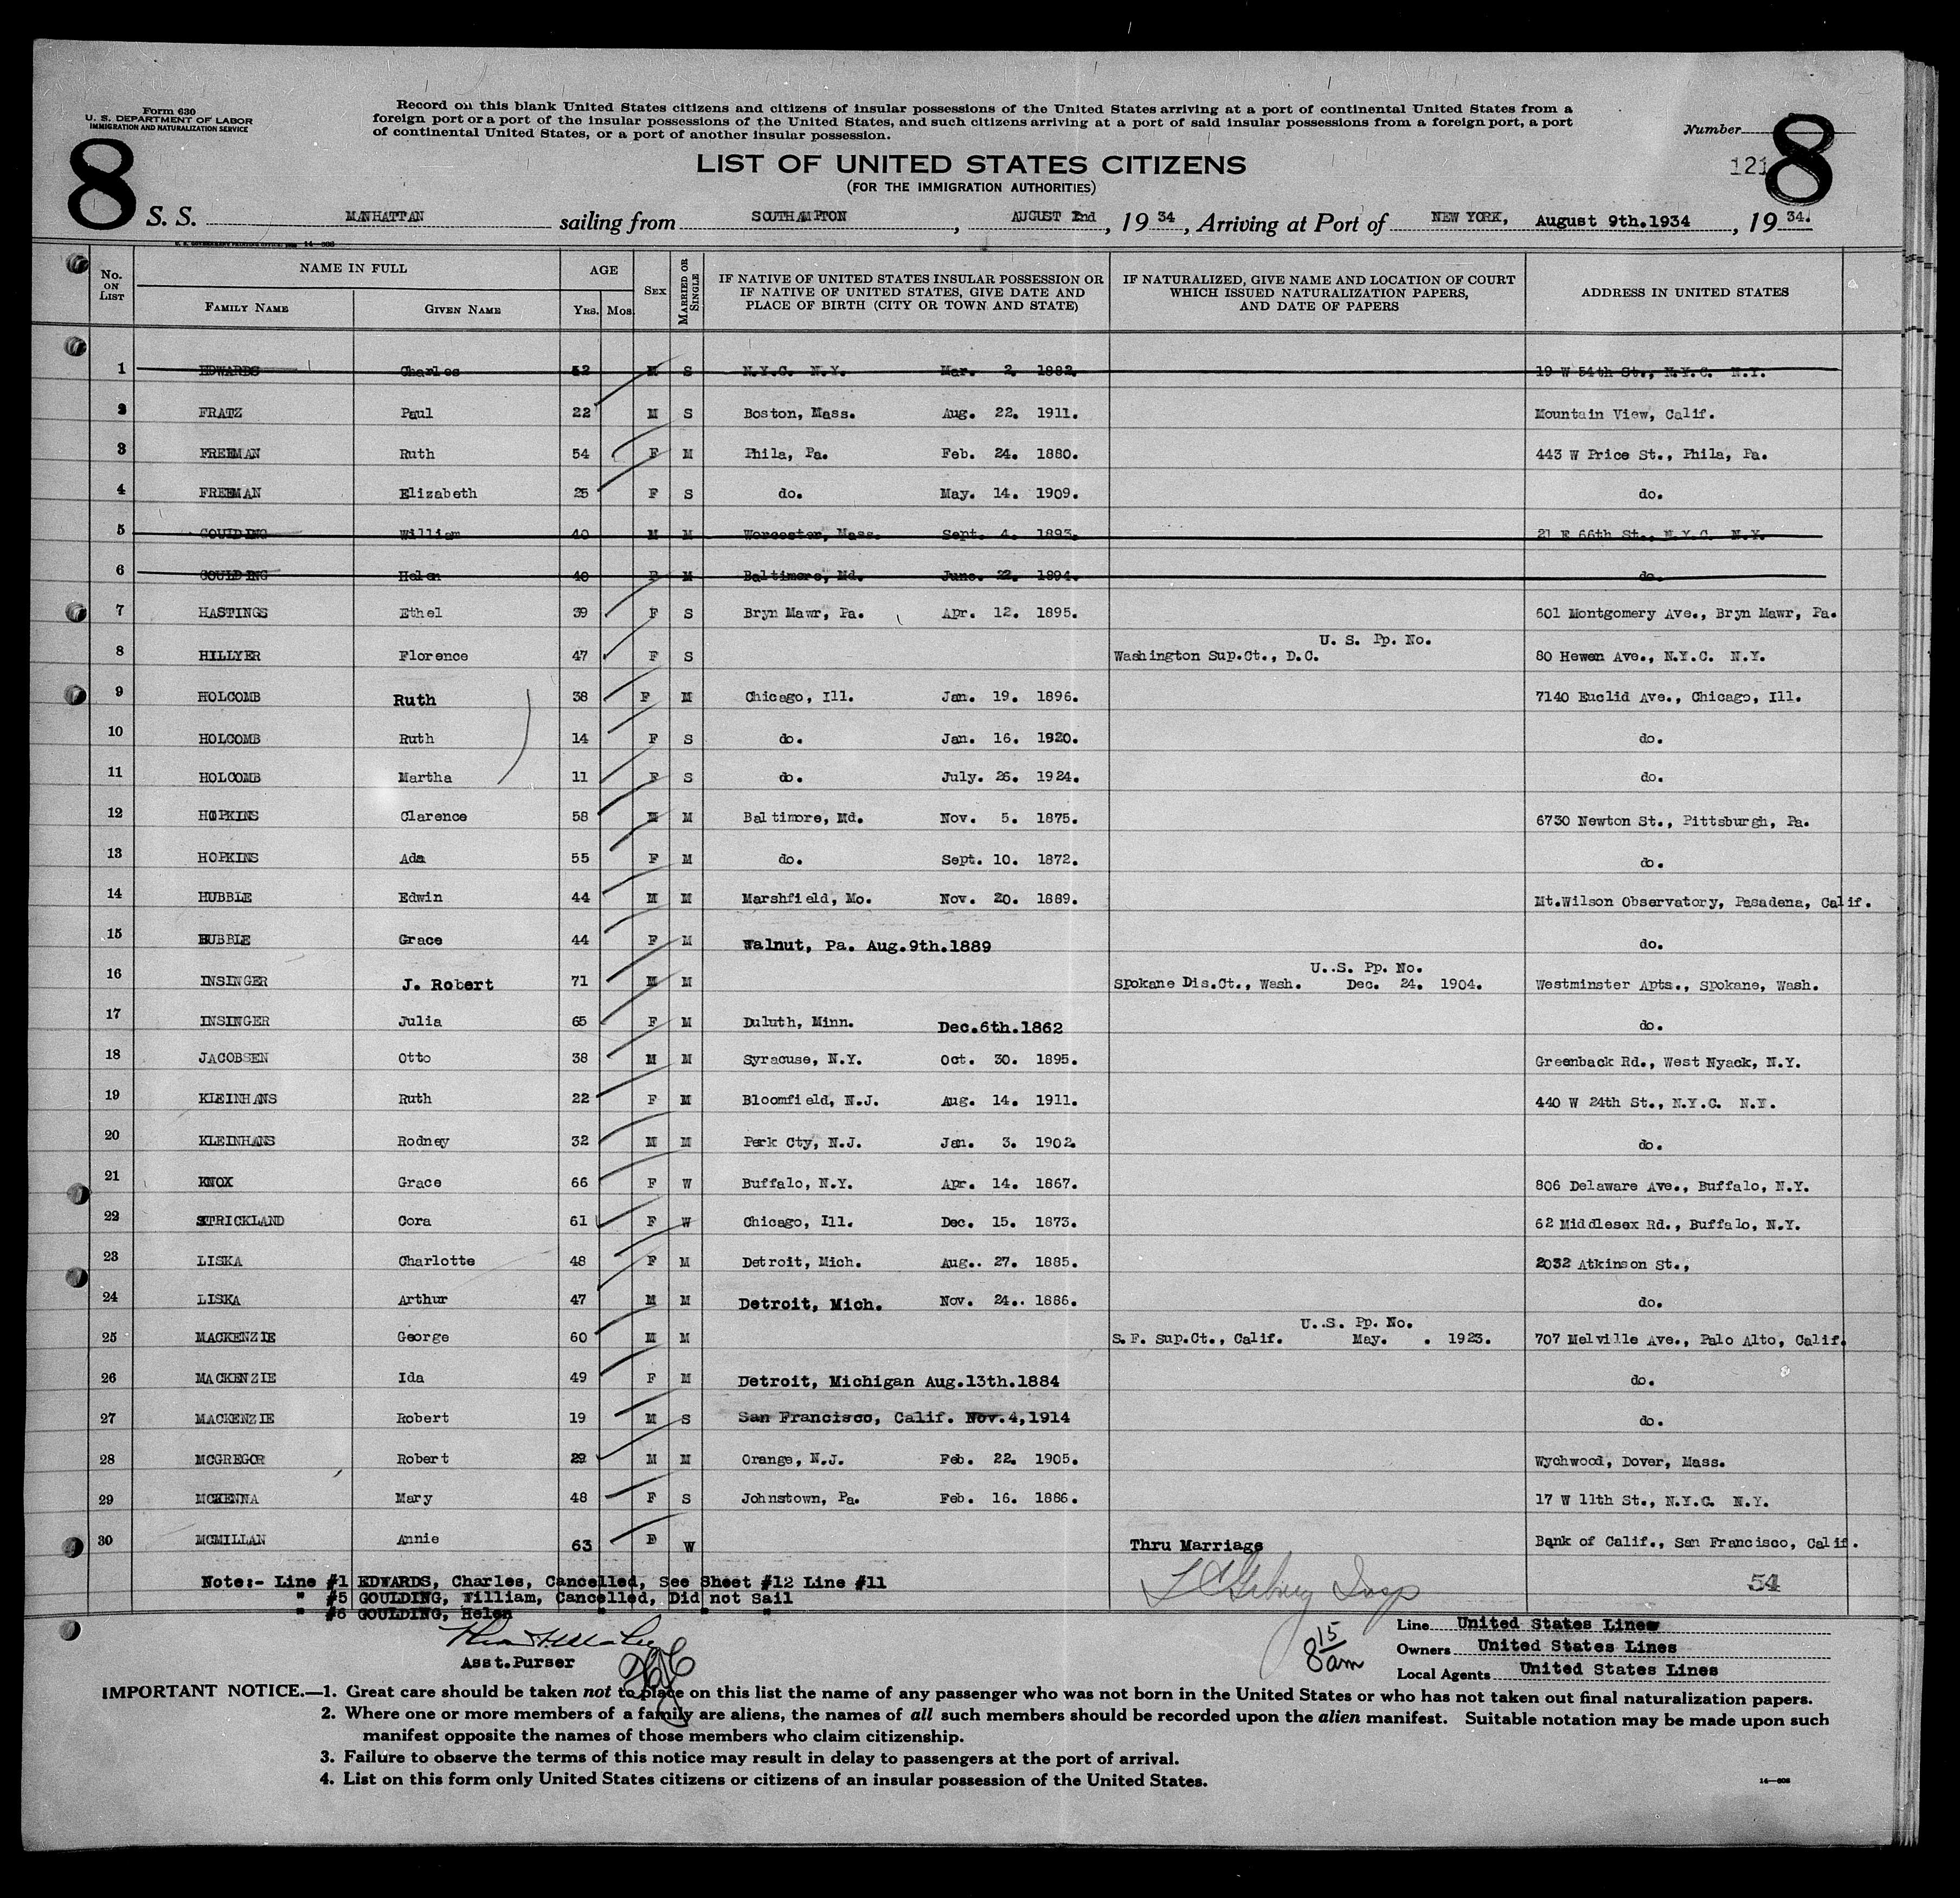 Form 630
U. S. DEPARTMENT OF LABOR
IMMIGRATION AND NATURALIZATION SERVICE
Record on this blank United States citizens and citizens of insular possessions of the United States arriving at a port of continental United States from a
foreign port or a port of the insular possessions of the United States, and such citizens arriving at a port of said insular possessions from a foreign port, a port
of continental United States, or a port of another insular possession.
Number
8
8
121
LIST OF UNITED STATES CITIZENS
(FOR THE IMMIGRATION AUTHORITIES)
S. S. MANHATTAN sailing from SOUTHAMPTON, AUGUST 2nd, 19 34, Arriving at Port of NEW YORK, August 9th.1934, 19 34.
No. ON LIST
NAME IN FULL
FAMILY NAME GIVEN NAME
AGE
YRS. MOS
SEX
MARRIED OR SINGLE
IF NATIVE OF UNITED STATES INSULAR POSSESSION OR
IF NATIVE OF UNITED STATES, GIVE DATE AND
PLACE OF BIRTH (CITY OR TOWN AND STATE)
IF NATURALIZED, GIVE NAME AND LOCATION OF COURT
WHICH ISSUED NATURALIZATION PAPERS,
AND DATE OF PAPERS
ADDRESS IN UNITED STATES
1 EDWARDS Charles 52 M S N.Y.C. N.Y. Mar. 2. 1882. 19 W 54th St., N.Y.C. N.Y.
2 FRATZ Paul 22 M S Boston, Mass. Aug. 22. 1911. Mountain View, Calif.
3 FREEMAN Ruth 54 F M Phila, Pa. Feb. 24. 1880. 443 W Price St., Phila, Pa.
4 FREEMAN Elizabeth 25 F S do. May. 14. 1909. do.
5 GOULDING William 40 M M Worcester, Mass. Sept. 4. 1893. 21 E 66th St., N.Y.C. N.Y.
6 GOULDING Helen 40 F M Baltimore, Md. June. 22. 1894. do.
7 HASTINGS Ethel 39 F S Bryn Mawr, Pa. Apr. 12. 1895. 601 Montgomery Ave., Bryn Mawr, Pa.
U. S. Pp. No.
8 HILLYER Florence 47 F S Washington Sup.Ct., D.C. 80 Hewen Ave., N.Y.C. N.Y.
9 HOLCOMB Ruth 38 F M Chicago, Ill. Jan. 19. 1896. 7140 Euclid Ave., Chicago, Ill.
10 HOLCOMB Ruth 14 F S do. Jan. 16. 1920. do.
11 HOLCOMB Martha 11 F S do. July. 26. 1924. do.
12 HOPKINS Clarence 58 M M Baltimore, Md. Nov. 5. 1875. 6730 Newton St., Pittsburgh, Pa.
13 HOPKINS Ada 55 F M do. Sept. 10. 1872. do.
14 HUBBLE Edwin 44 M M Marshfield, Mo. Nov. 20. 1889. Mt.Wilson Observatory, Pasadena, Calif.
15 HUBBLE Grace 44 F M Walnut, Pa. Aug.9th.1889 do.
U..S. Pp. No.
16 INSINGER J. Robert 71 M M Spokane Dis.Ct., Wash. Dec. 24. 1904. Westminster Apts., Spokane, Wash.
17 INSINGER Julia 65 F M Duluth, Minn. Dec.6th.1862 do.
18 JACOBSEN Otto 38 M M Syracuse, N.Y. Oct. 30. 1895. Greenback Rd., West Nyack, N.Y.
19 KLEINHANS Ruth 22 F M Bloomfield, N.J. Aug. 14. 1911. 440 W 24th St., N.Y.C. N.Y.
20 KLEINHANS Rodney 32 M M Perk Cty, N.J. Jan. 3. 1902. do.
21 KNOX Grace 66 F W Buffalo, N.Y. Apr. 14. 1867. 806 Delaware Ave., Buffalo, N.Y.
22 STRICKLAND Cora 61 F W Chicago, Ill. Dec. 15. 1873. 62 Middlesex Rd., Buffalo, N.Y.
23 LISKA Charlotte 48 F M Detroit, Mich. Aug.. 27. 1885. 2032 Atkinson St.,
24 LISKA Arthur 47 M M Detroit, Mich. Nov. 24.. 1886. do.
U..S. Pp. No.
25 MACKENZIE George 60 M M S.F. Sup.Ct., Calif. May. . 1923. 707 Melville Ave., Palo Alto, Calif.
26 MACKENZIE Ida 49 F M Detroit, Michigan Aug.13th.1884 do.
27 MACKENZIE Robert 19 M S San Francisco, Calif. Nov.4,1914 do.
28 MCGREGOR Robert 29 M M Orange, N.J. Feb. 22. 1905. Wychwood, Dover, Mass.
29 MCKENNA Mary 48 F S Johnstown, Pa. Feb. 16. 1886. 17 W 11th St., N.Y.C. N.Y.
30 MCMILLAN Annie 63 F W Thru Marriage Bank of Calif., San Francisco, Calif.
Note:- Line #1 EDWARDS, Charles, Cancelled, See Sheet #12 Line #11
" #5 GOULDING, William, Cancelled, Did not Sail
" #6 GOULDING, Helen " " "
54
Asst.Purser
8 15 am
Line United States Lines
Owners United States Lines
Local Agents United States Lines
IMPORTANT NOTICE.—1. Great care should be taken not to place on this list the name of any passenger who was not born in the United States or who has not taken out final naturalization papers.
2. Where one or more members of a family are aliens, the names of all such members should be recorded upon the alien manifest. Suitable notation may be made upon such
manifest opposite the names of those members who claim citizenship.
3. Failure to observe the terms of this notice may result in delay to passengers at the port of arrival.
4. List on this form only United States citizens or citizens of an insular possession of the United States.
14—606